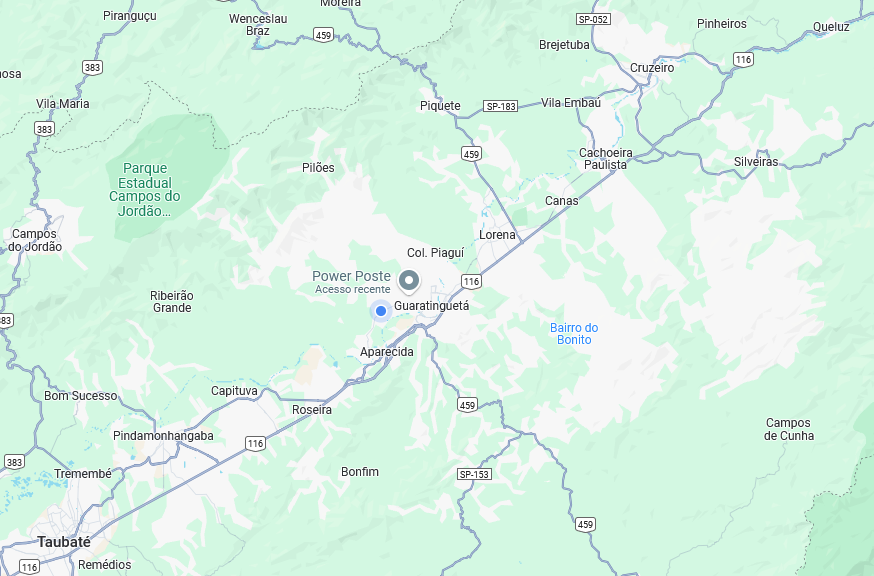 Moreira
Piranguçu
Wenceslau
Braz
SP-052
Pinheiros
Queluz
459
Brejetuba
116
383
Cruzeiro
Vila Maria
Piquete
SP-183
Vila Embaú
383
459
Cachoeira
Paulista
Silveiras
Pilões
Parque
Estadual
Campos do
Jordão...
Canas
Campos
do Jordão
Lorena
Col. Piaguí
Power Poste
Acesso recente
116
Ribeirão
Grande
Guaratinguetá
383
Bairro do
Bonito
Aparecida
Capituva
Bom Sucesso
Roseira
459
Campos
de Cunha
Pindamonhangaba
116
383
Tremembé
Bonfim
SP-153
459
Taubaté
116
Remédios